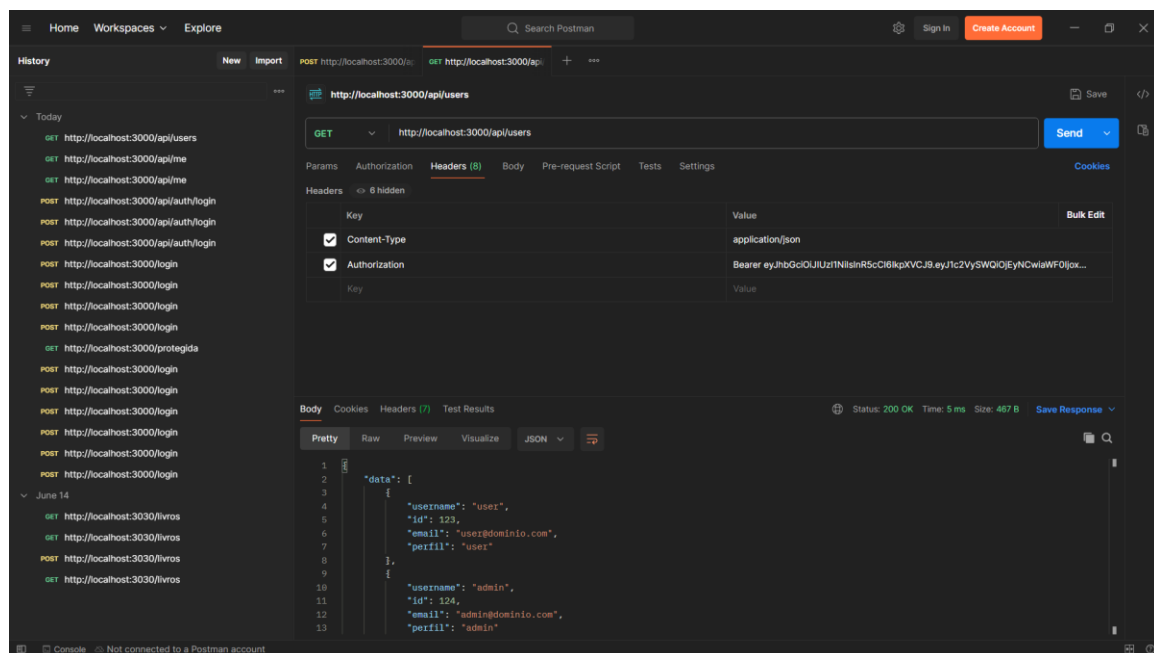 Home Workspaces Explore Search Postman Sign In Create Account
History New Import
POST http://localhost:3000/ap GET http://localhost:3000/api
http://localhost:3000/api/users Save
Today
GET http://localhost:3000/api/users
GET http://localhost:3000/api/me
GET http://localhost:3000/api/me
POST http://localhost:3000/api/auth/login
POST http://localhost:3000/api/auth/login
POST http://localhost:3000/api/auth/login
POST http://localhost:3000/login
POST http://localhost:3000/login
POST http://localhost:3000/login
POST http://localhost:3000/login
GET http://localhost:3000/protegida
POST http://localhost:3000/login
POST http://localhost:3000/login
POST http://localhost:3000/login
POST http://localhost:3000/login
POST http://localhost:3000/login
POST http://localhost:3000/login
June 14
GET http://localhost:3030/livros
GET http://localhost:3030/livros
POST http://localhost:3030/livros
GET http://localhost:3030/livros
GET http://localhost:3000/api/users Send
Params Authorization Headers (8) Body Pre-request Script Tests Settings Cookies
Headers 6 hidden
Key Value Bulk Edit
Content-Type application/json
Authorization Bearer
Key Value
Body Cookies Headers (7) Test Results Status: 200 OK Time: 5 ms Size: 467 B Save Response
Pretty Raw Preview Visualize JSON
1 {
2 "data": [
3 {
4 "username": "user",
5 "id": 123,
6 "email": "user@dominio.com",
7 "perfil": "user"
8 },
9 {
10 "username": "admin",
11 "id": 124,
12 "email": "admin@dominio.com",
13 "perfil": "admin"
Console Not connected to a Postman account